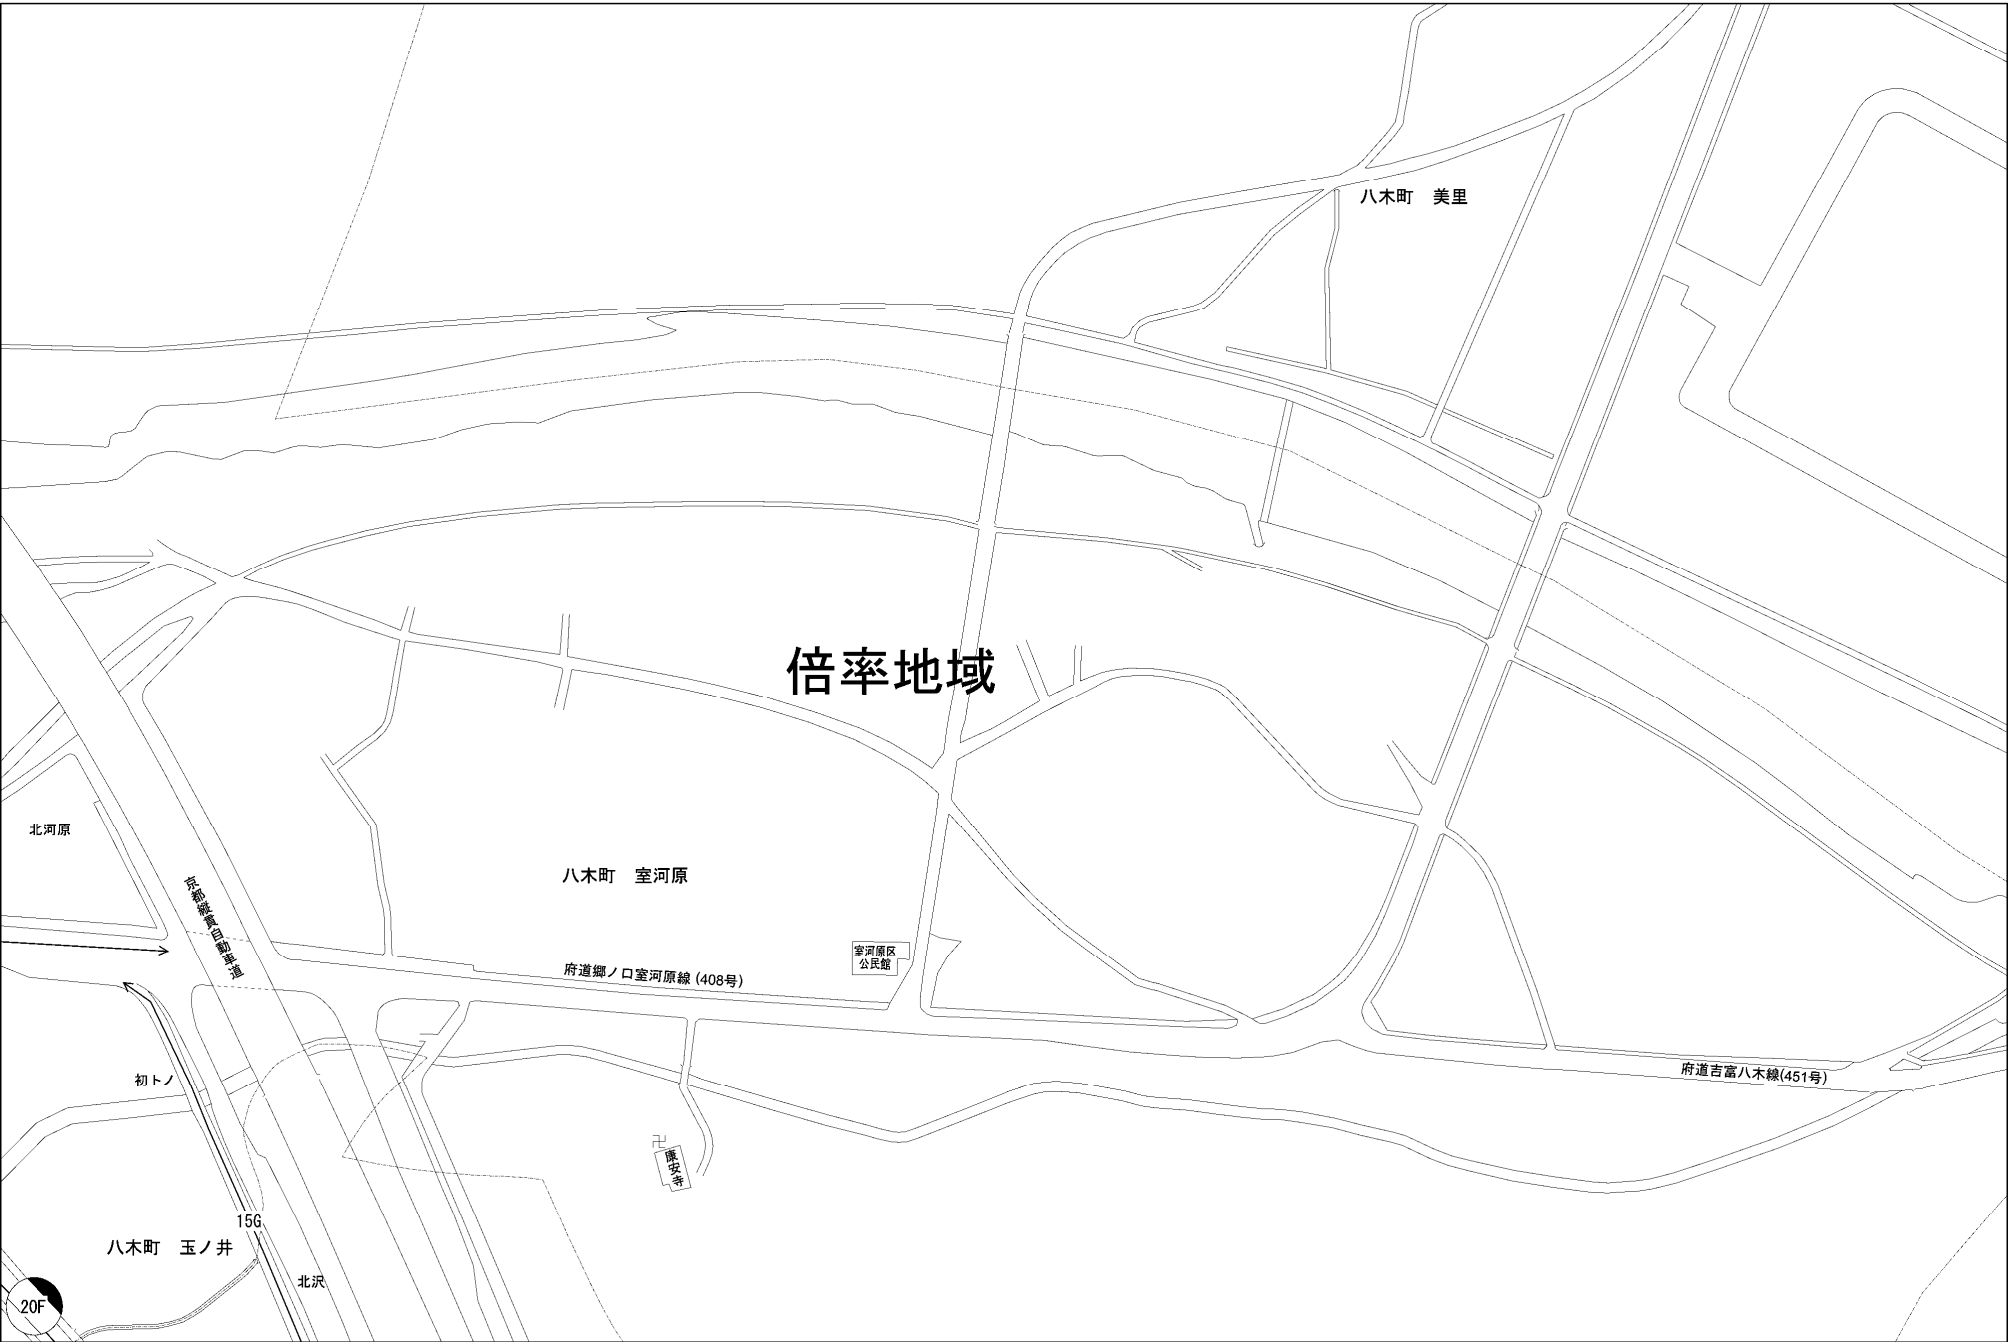 八木町　美里
倍率地域
北河原
八木町　室河原
京都縦貫自動車道
室河原区
公民館
府道郷ノ口室河原線(408号)
初トノ
府道吉富八木線(451号)
康安寺
15G
八木町　玉ノ井
北沢
20F